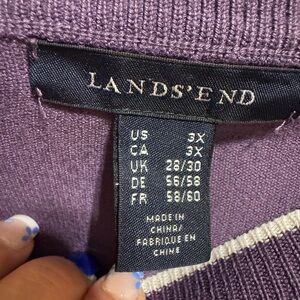 LANDS' END
US 3X
CA 3X
UK 28/30
DE 56/58
FR 58/60
MADE IN
CHINA/
FABRIQUE EN
CHINE